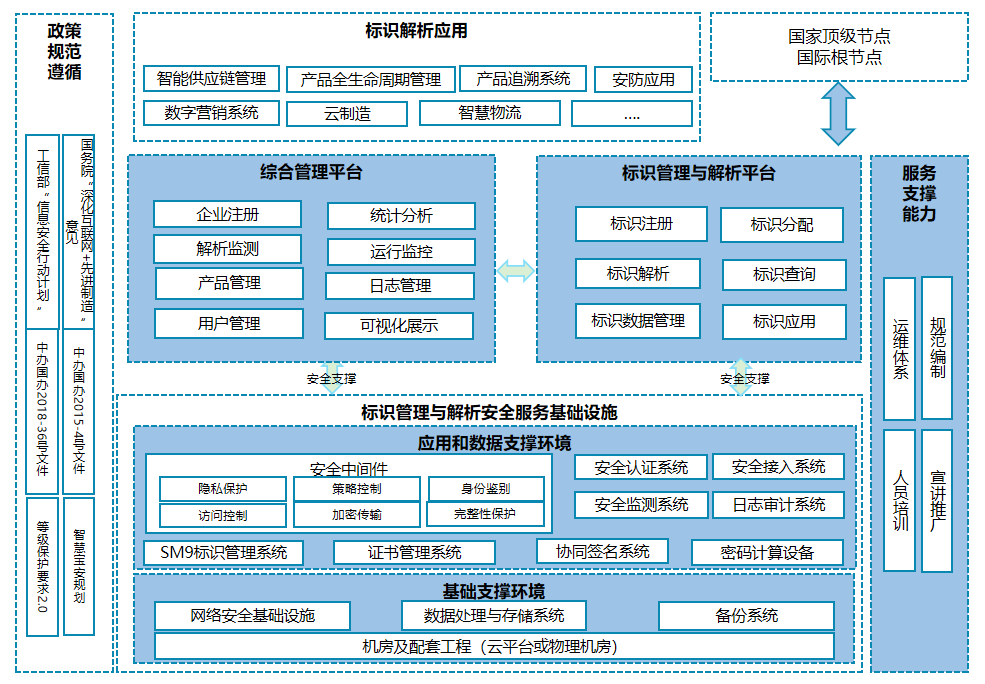 政策
规范
遵循
工信部“信息安全行动计划”
国务院“深化互联网+先进制造”
意见
中办国办2018-36号文件
中办国办2015-4号文件
等级保护要求2.0
智慧宝安规划
标识解析应用
智能供应链管理
产品全生命周期管理
产品追溯系统
安防应用
数字营销系统
云制造
智慧物流
....
国家顶级节点
国际根节点
综合管理平台
企业注册
统计分析
解析监测
运行监控
产品管理
日志管理
用户管理
可视化展示
标识管理与解析平台
标识注册
标识分配
标识解析
标识查询
标识数据管理
标识应用
安全支撑
安全支撑
标识管理与解析安全服务基础设施
应用和数据支撑环境
安全中间件
隐私保护
策略控制
身份鉴别
访问控制
加密传输
完整性保护
安全认证系统
安全接入系统
安全监测系统
日志审计系统
SM9标识管理系统
证书管理系统
协同签名系统
密码计算设备
基础支撑环境
网络安全基础设施
数据处理与存储系统
备份系统
机房及配套工程（云平台或物理机房）
服务
支撑
能力
运维体系
规范编制
人员培训
宣讲推广